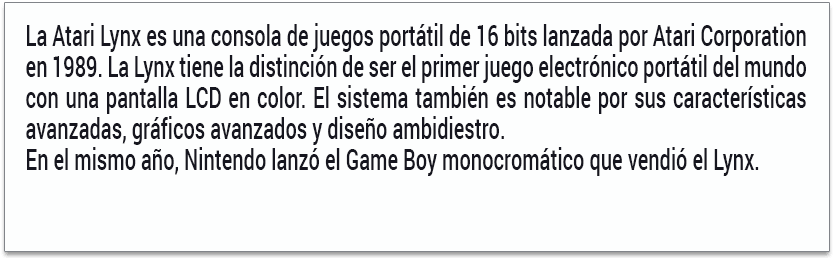 La Atari Lynx es una consola de juegos portátil de 16 bits lanzada por Atari Corporation
en 1989. La Lynx tiene la distinción de ser el primer juego electrónico portátil del mundo
con una pantalla LCD en color. El sistema también es notable por sus características
avanzadas, gráficos avanzados y diseño ambidiestro.
En el mismo año, Nintendo lanzó el Game Boy monocromático que vendió el Lynx.